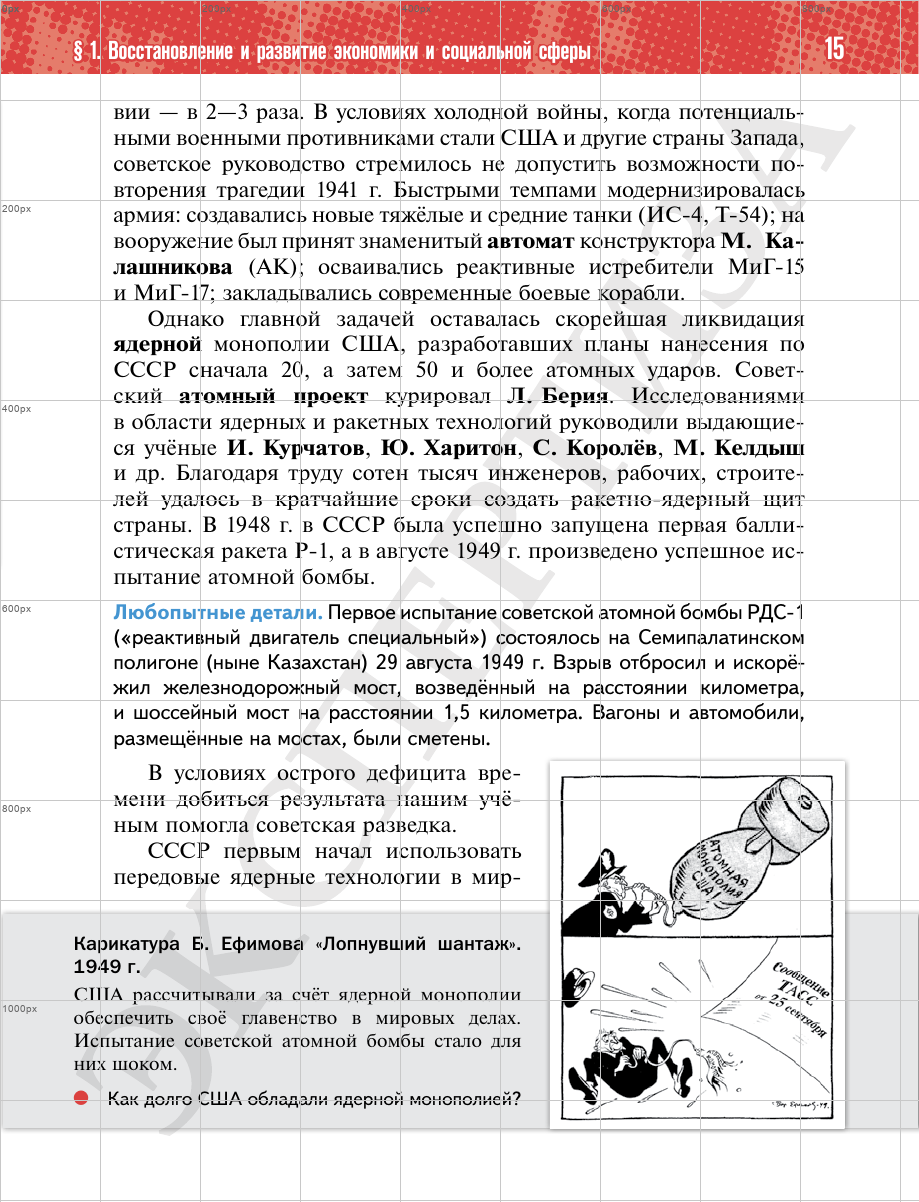 § 1. Восстановление и развитие экономики и социальной сферы 15
вии — в 2—3 раза. В условиях холодной войны, когда потенциаль-
ными военными противниками стали США и другие страны Запада,
советское руководство стремилось не допустить возможности по-
вторения трагедии 1941 г. Быстрыми темпами модернизировалась
армия: создавались новые тяжёлые и средние танки (ИС-4, Т-54); на
вооружение был принят знаменитый автомат конструктора М. Ка-
лашникова (АК); осваивались реактивные истребители МиГ-15
и МиГ-17; закладывались современные боевые корабли.
Однако главной задачей оставалась скорейшая ликвидация
ядерной монополии США, разработавших планы нанесения по
СССР сначала 20, а затем 50 и более атомных ударов. Совет-
ский атомный проект курировал Л. Берия. Исследованиями
в области ядерных и ракетных технологий руководили выдающие-
ся учёные И. Курчатов, Ю. Харитон, С. Королёв, М. Келдыш
и др. Благодаря труду сотен тысяч инженеров, рабочих, строите-
лей удалось в кратчайшие сроки создать ракетно-ядерный щит
страны. В 1948 г. в СССР была успешно запущена первая балли-
стическая ракета Р-1, а в августе 1949 г. произведено успешное ис-
пытание атомной бомбы.
Любопытные детали. Первое испытание советской атомной бомбы РДС-1
(«реактивный двигатель специальный») состоялось на Семипалатинском
полигоне (ныне Казахстан) 29 августа 1949 г. Взрыв отбросил и искорё-
жил железнодорожный мост, возведённый на расстоянии километра,
и шоссейный мост на расстоянии 1,5 километра. Вагоны и автомобили,
размещённые на мостах, были сметены.
В условиях острого дефицита вре-
мени добиться результата нашим учё-
ным помогла советская разведка.
СССР первым начал использовать
передовые ядерные технологии в мир-
Карикатура Б. Ефимова «Лопнувший шантаж».
1949 г.
США рассчитывали за счёт ядерной монополии
обеспечить своё главенство в мировых делах.
Испытание советской атомной бомбы стало для
них шоком.
Как долго США обладали ядерной монополией?
АТОМНАЯ
МОНОПОЛИЯ
США!
Сообщение
ТАСС
от 25 сентября
ЭКСПЕРТИЗА
200px
400px
600px
800px
1000px